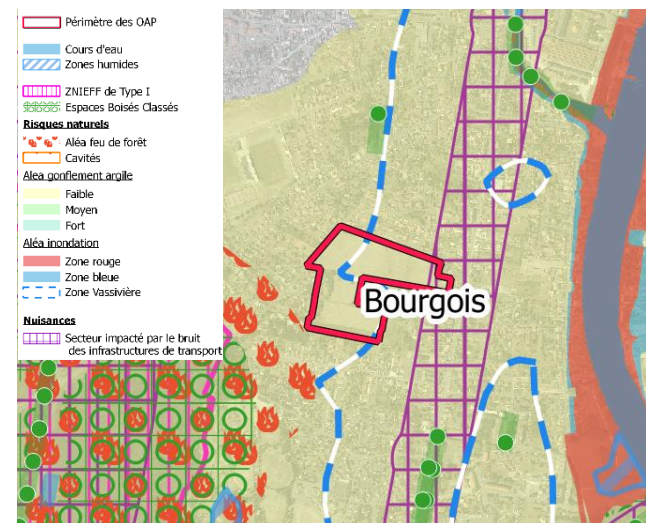 Périmètre des OAP
Cours d'eau
Zones humides
ZNIEFF de Type I
Espaces Boisés Classés
Risques naturels
Aléa feu de forêt
Cavités
Alea gonflement argile
Faible
Moyen
Fort
Aléa inondation
Zone rouge
Zone bleue
Zone Vassivière
Nuisances
Secteur impacté par le bruit
des infrastructures de transport
Bourgois